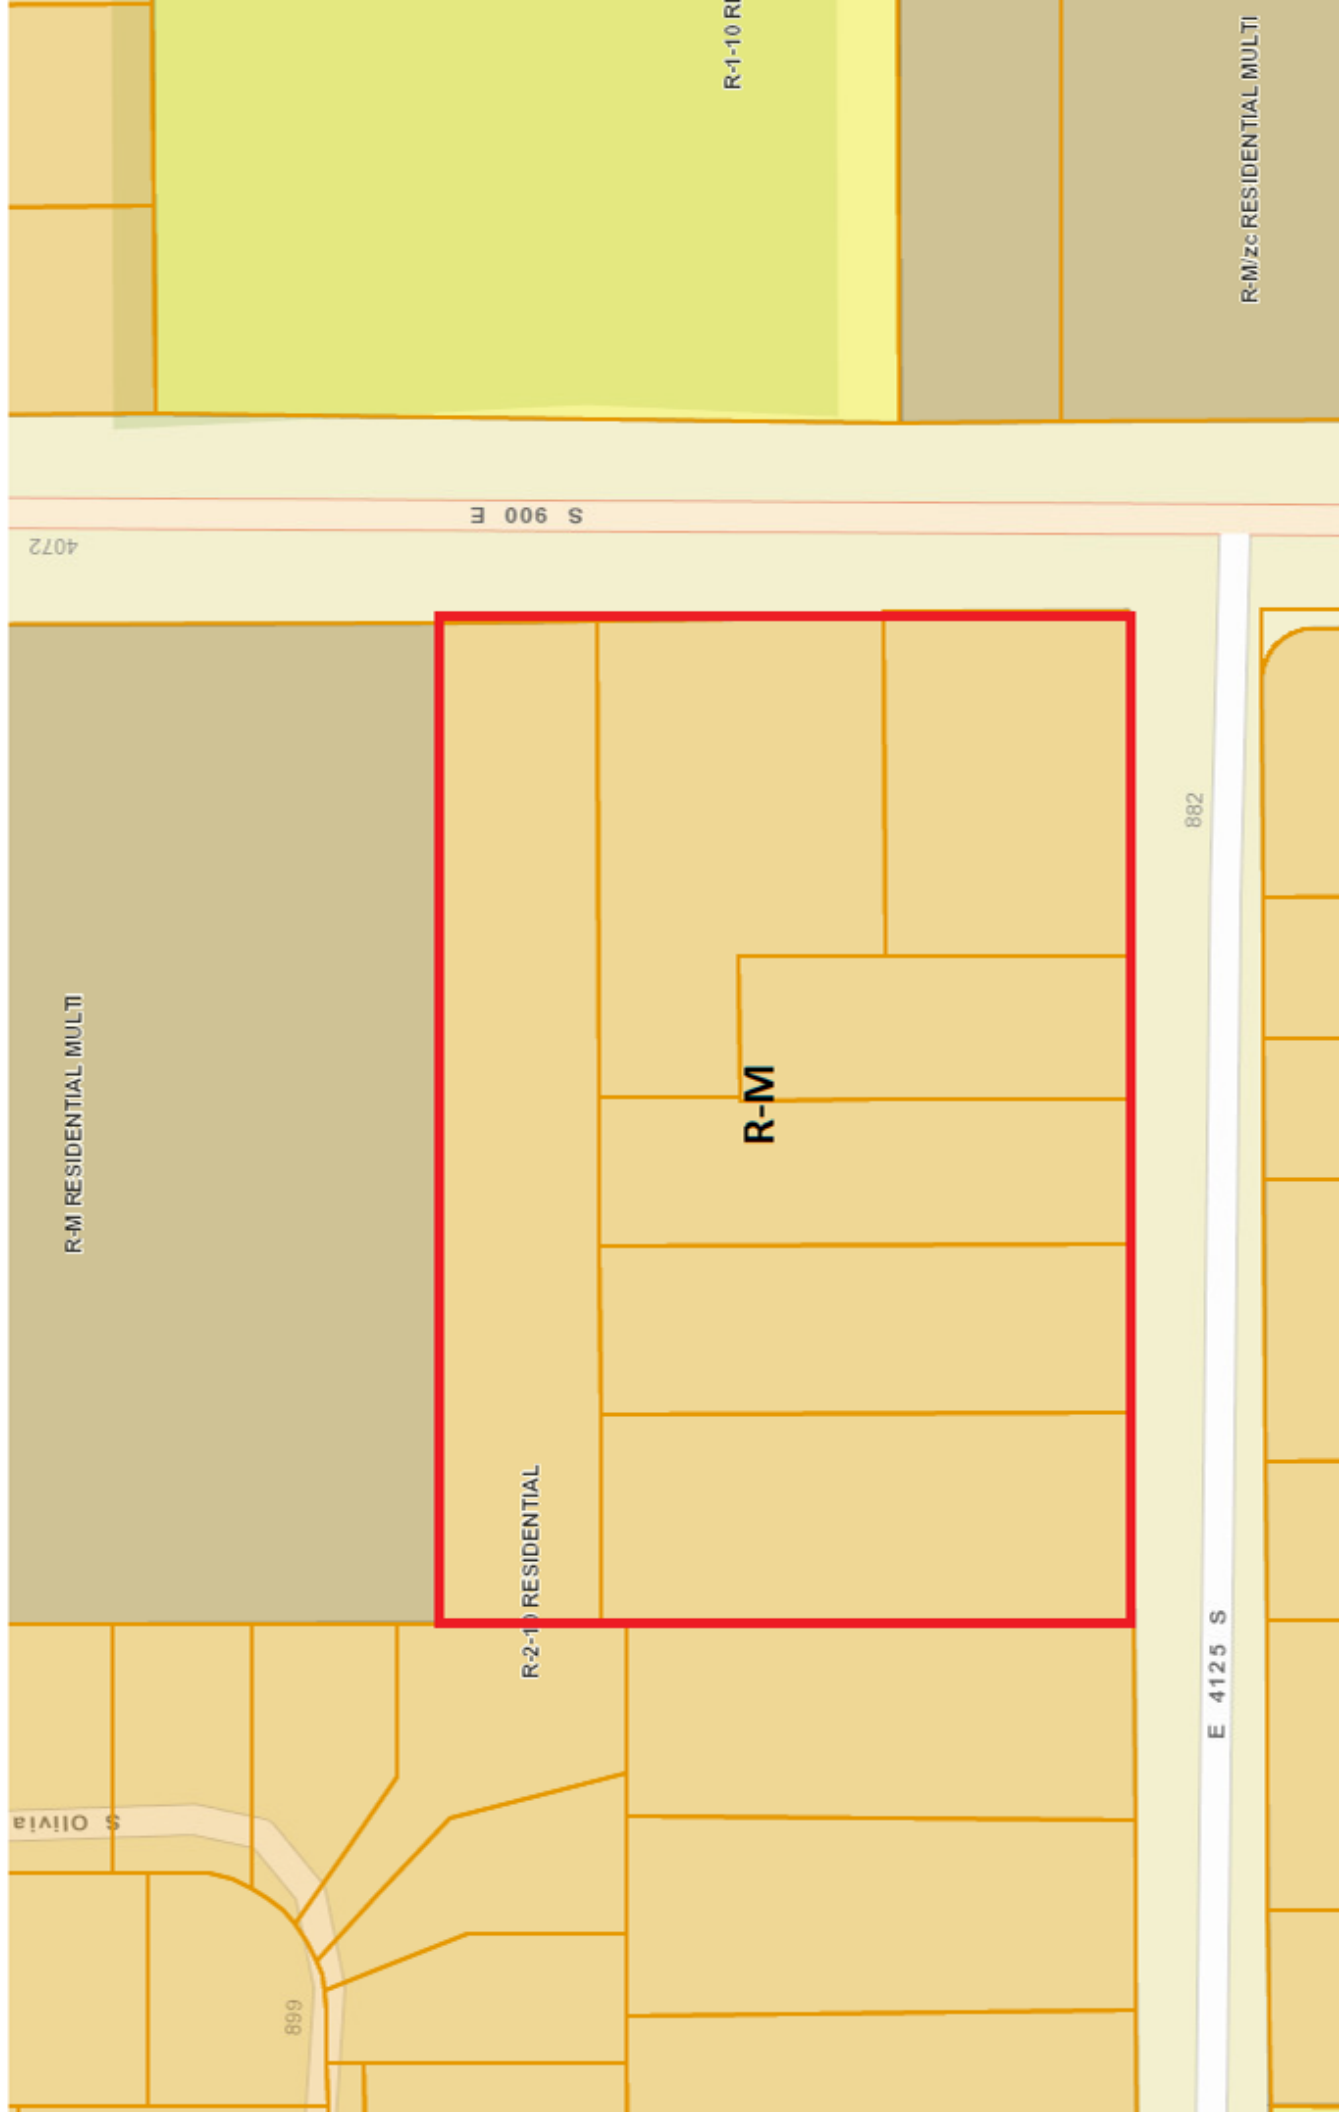 R-1-10
R-M/zc RESIDENTIAL MULTI
S 900 E
4072
882
R-M RESIDENTIAL MULTI
R-M
R-2-10 RESIDENTIAL
E 4125 S
S Olivia
899